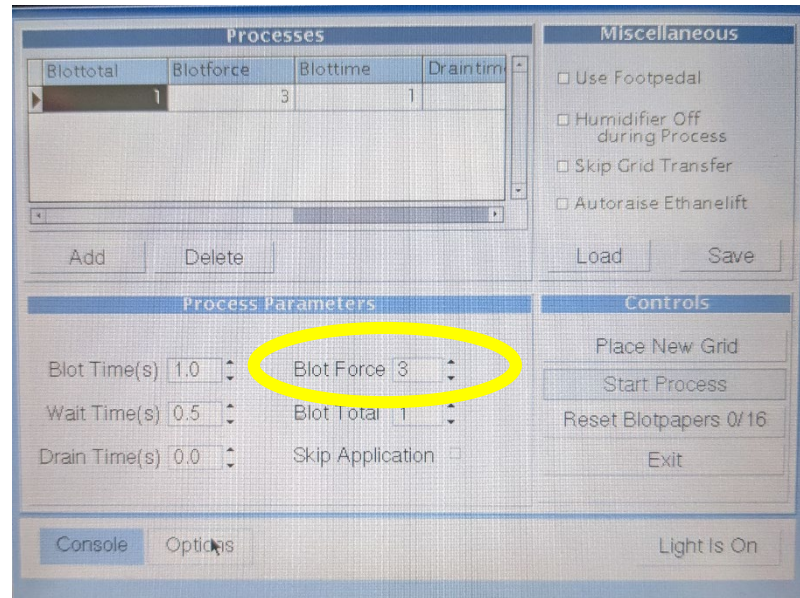 Processes
Blottotal Blotforce Blottime Draintim
1 3 1
Add Delete
Miscellaneous
Use Footpedal
Humidifier Off
during Process
Skip Grid Transfer
Autoraise Ethanelift
Load Save
Process Parameters
Blot Time(s) 1.0 Blot Force 3
Wait Time(s) 0.5 Blot Total 1
Drain Time(s) 0.0 Skip Application
Controls
Place New Grid
Start Process
Reset Blotpapers 0/16
Exit
Console Options Light Is On